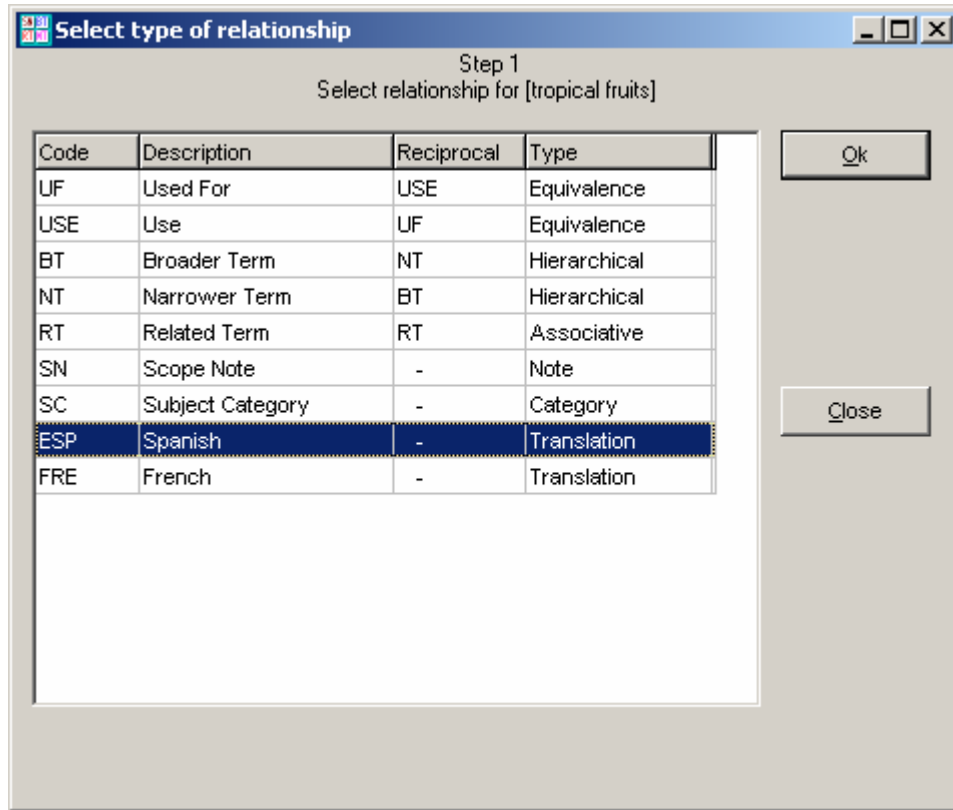 Select type of relationship
Step 1
Select relationship for [tropical fruits]
Code Description Reciprocal Type
UF Used For USE Equivalence
USE Use UF Equivalence
BT Broader Term NT Hierarchical
NT Narrower Term BT Hierarchical
RT Related Term RT Associative
SN Scope Note - Note
SC Subject Category - Category
ESP Spanish - Translation
FRE French - Translation
Ok
Close